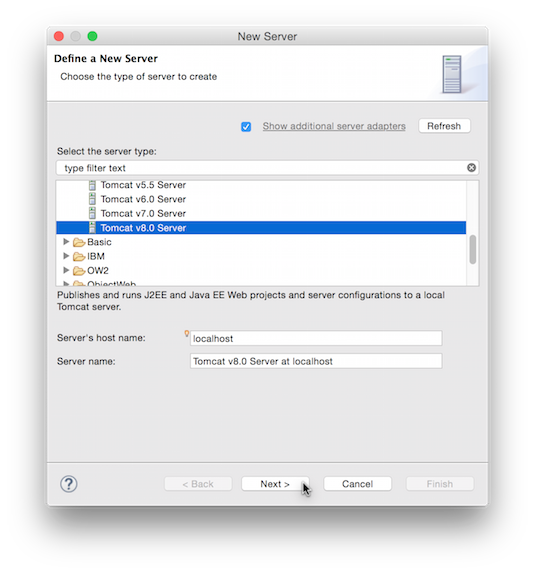 New Server
Define a New Server
Choose the type of server to create
Show additional server adapters
Refresh
Select the server type:
type filter text
Tomcat v5.5 Server
Tomcat v6.0 Server
Tomcat v7.0 Server
Tomcat v8.0 Server
Basic
IBM
OW2
ObjectWeb
Publishes and runs J2EE and Java EE Web projects and server configurations to a local
Tomcat server.
Server's host name:
localhost
Server name:
Tomcat v8.0 Server at localhost
?
< Back
Next >
Cancel
Finish